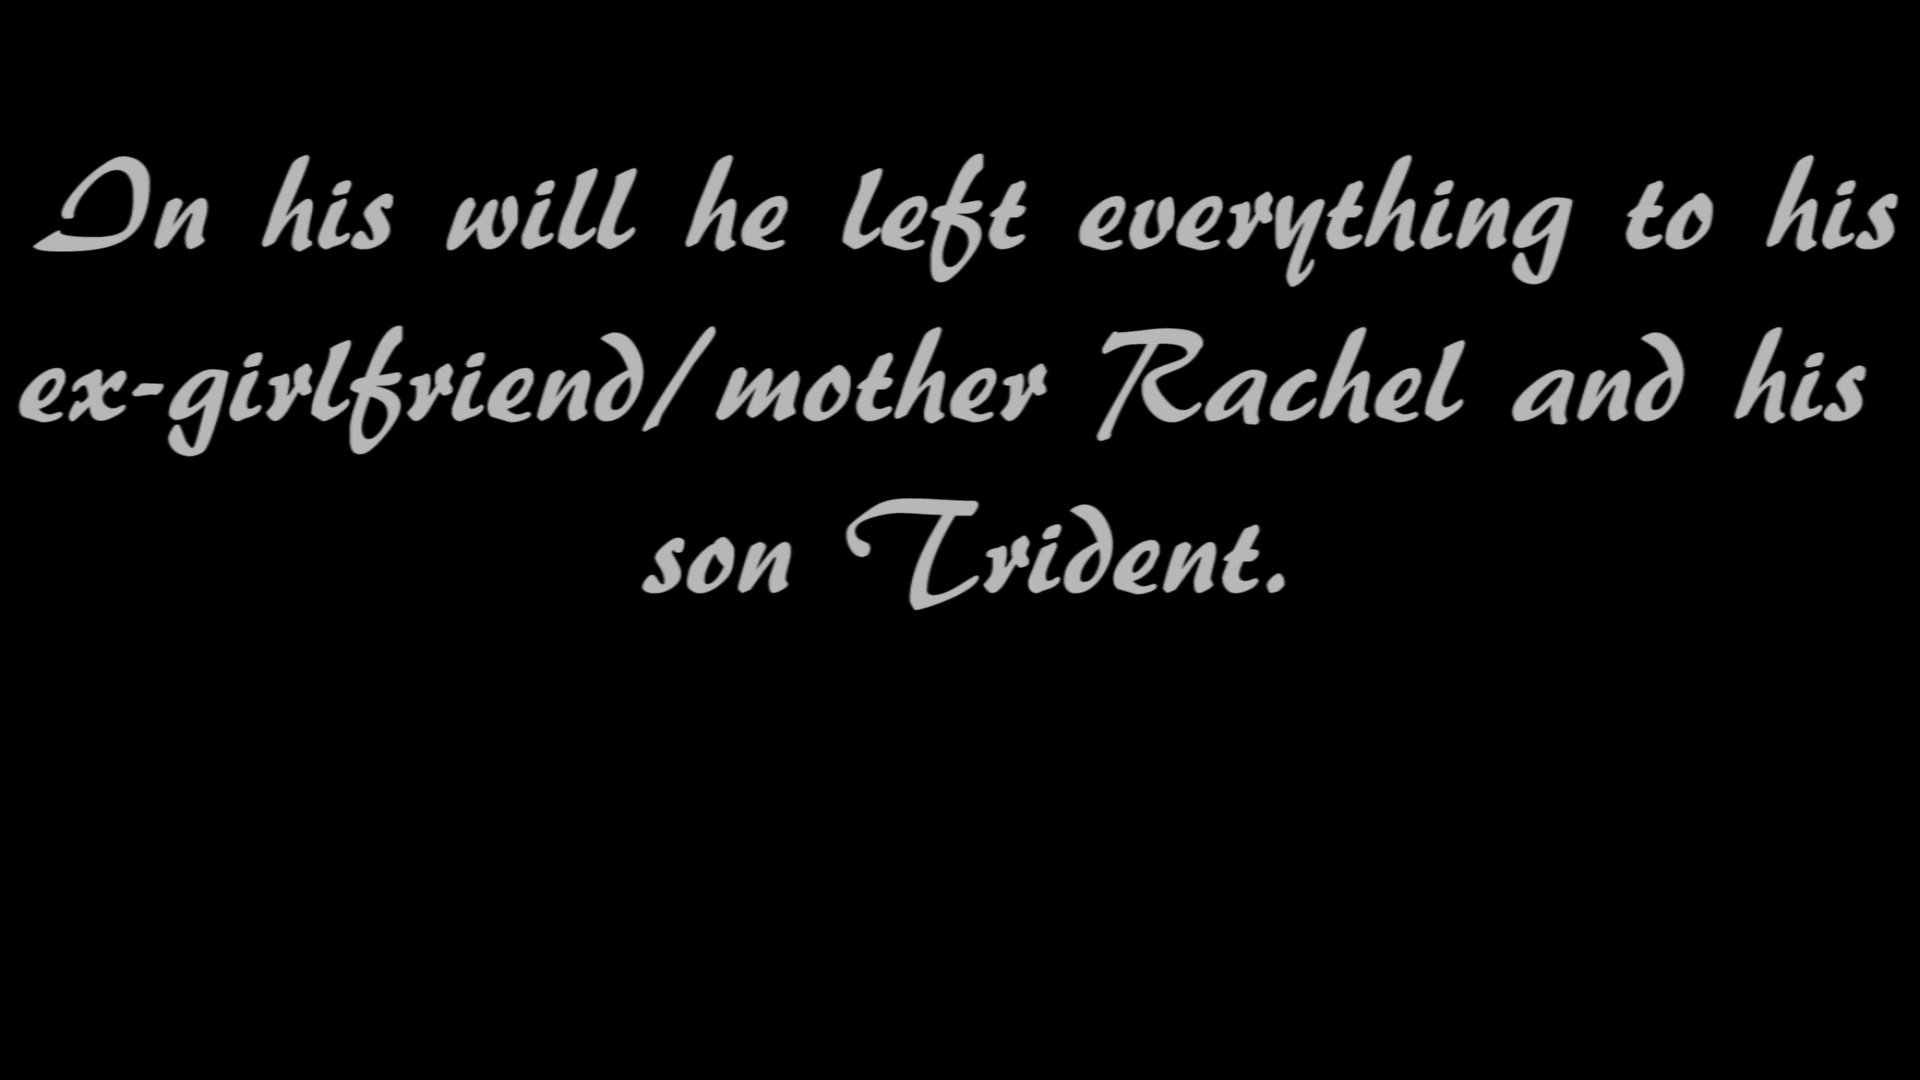 In his will he left everything to his
ex-girlfriend/mother Rachel and his
son Trident.